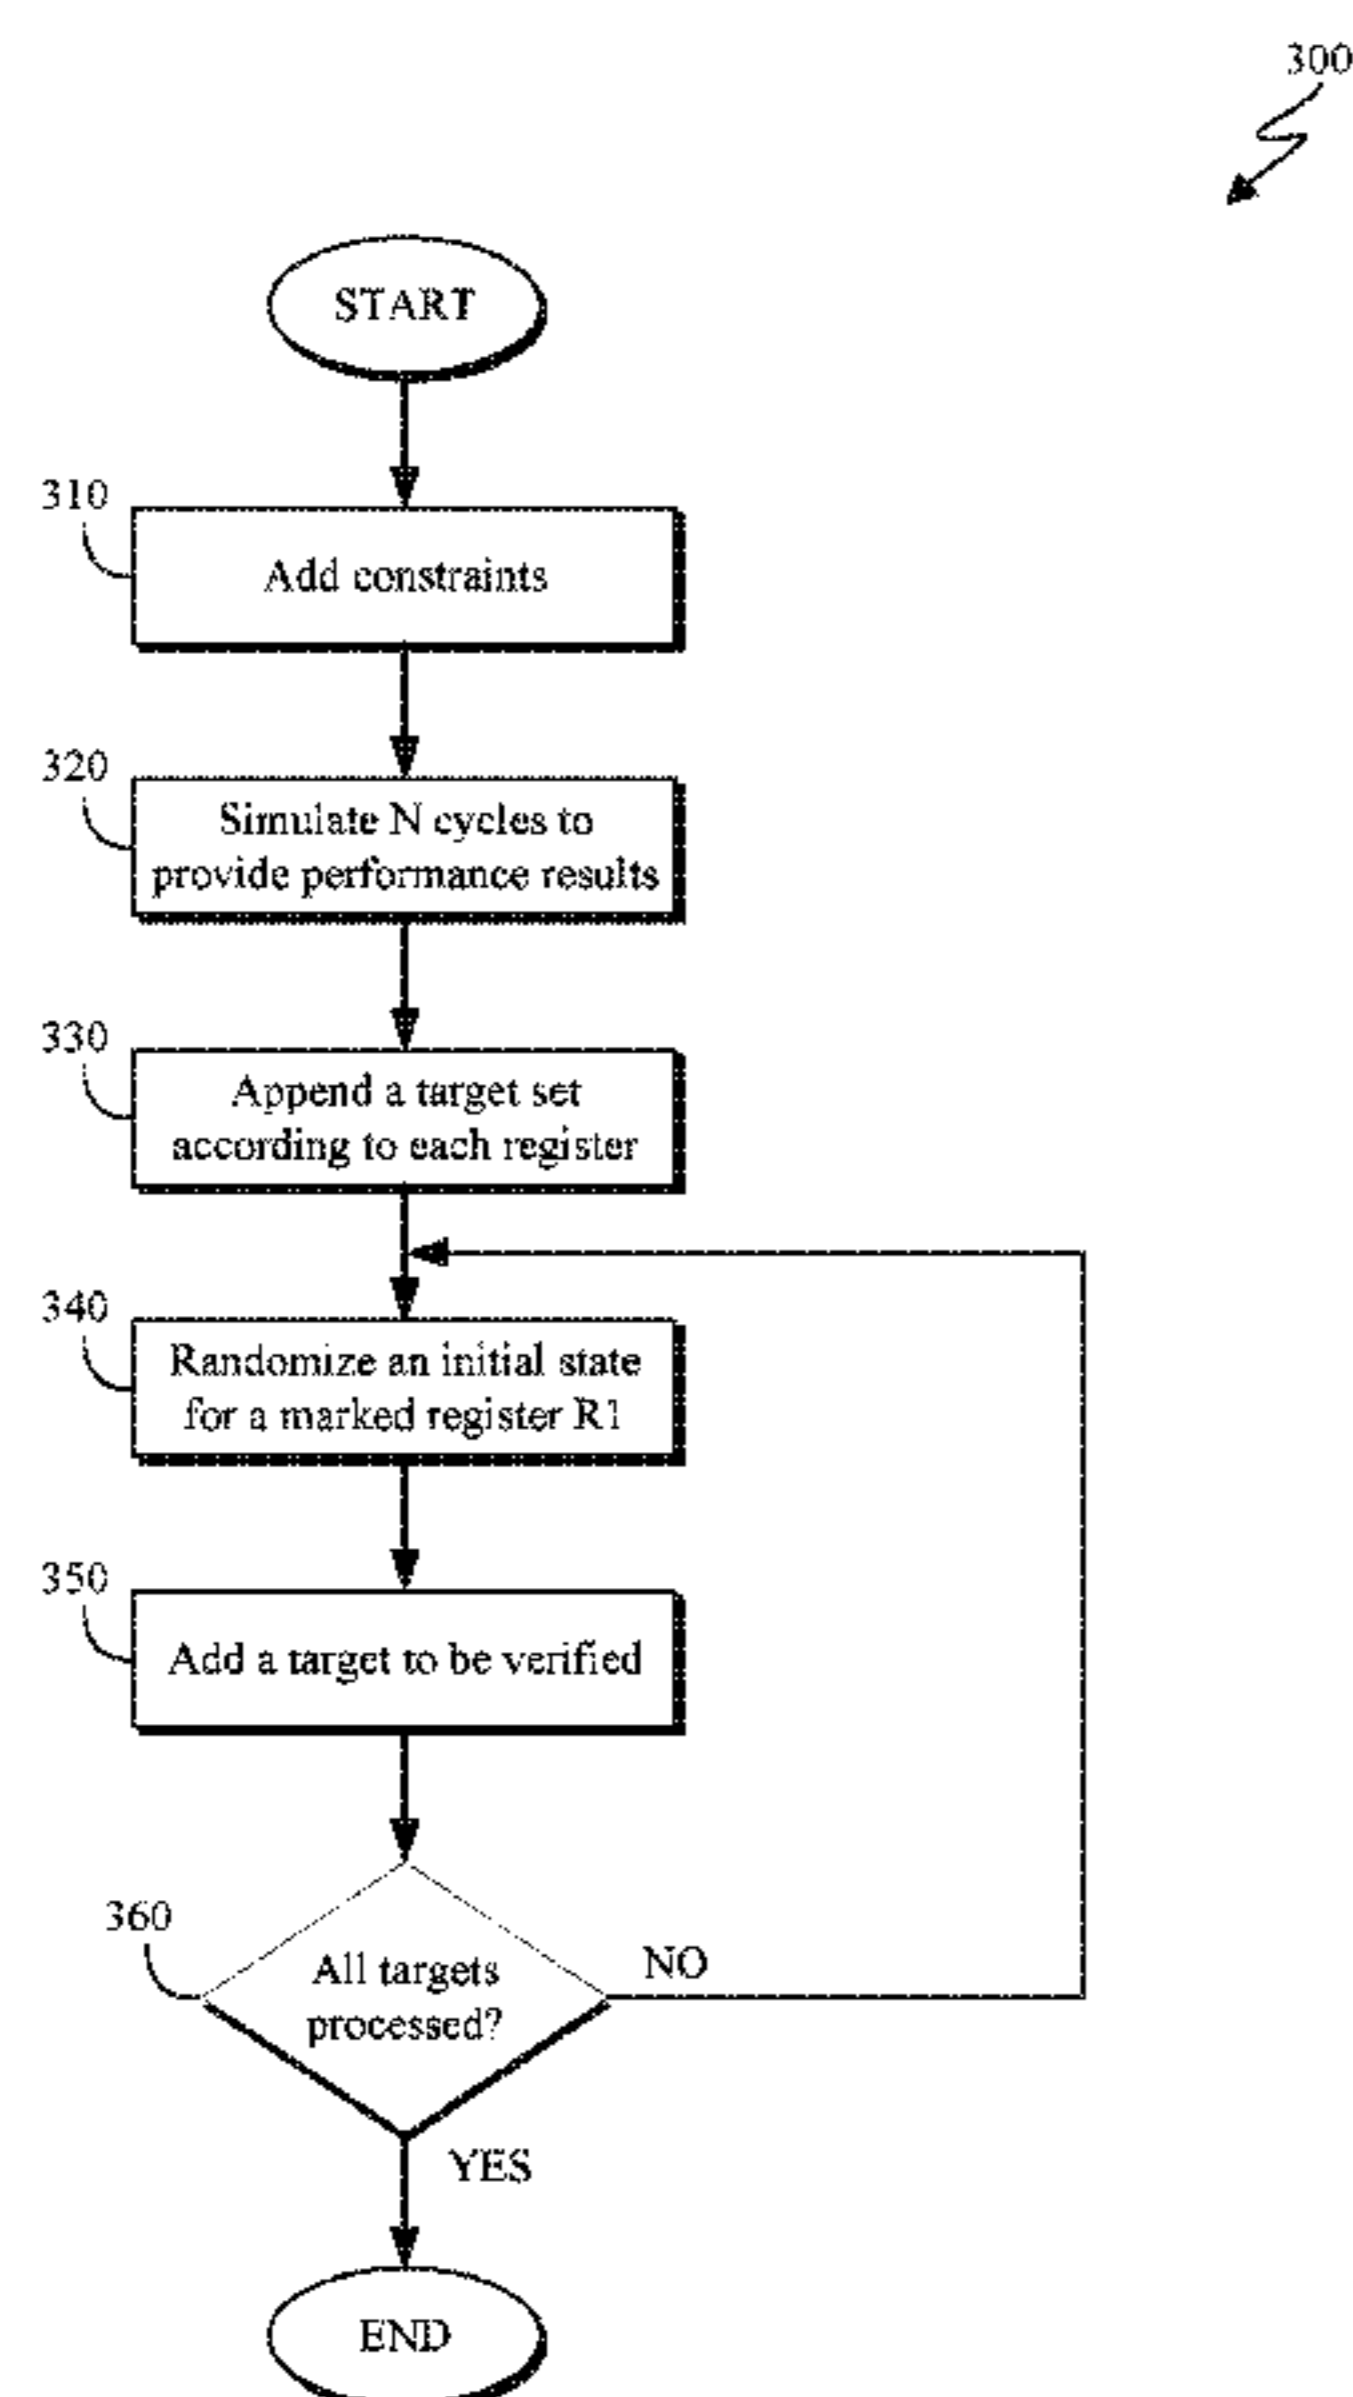 300
START
310
Add constraints
320
Simulate N cycles to
provide performance results
330
Append a target set
according to each register
340
Randomize an initial state
for a marked register R1
350
Add a target to be verified
360
All targets
processed?
NO
YES
END